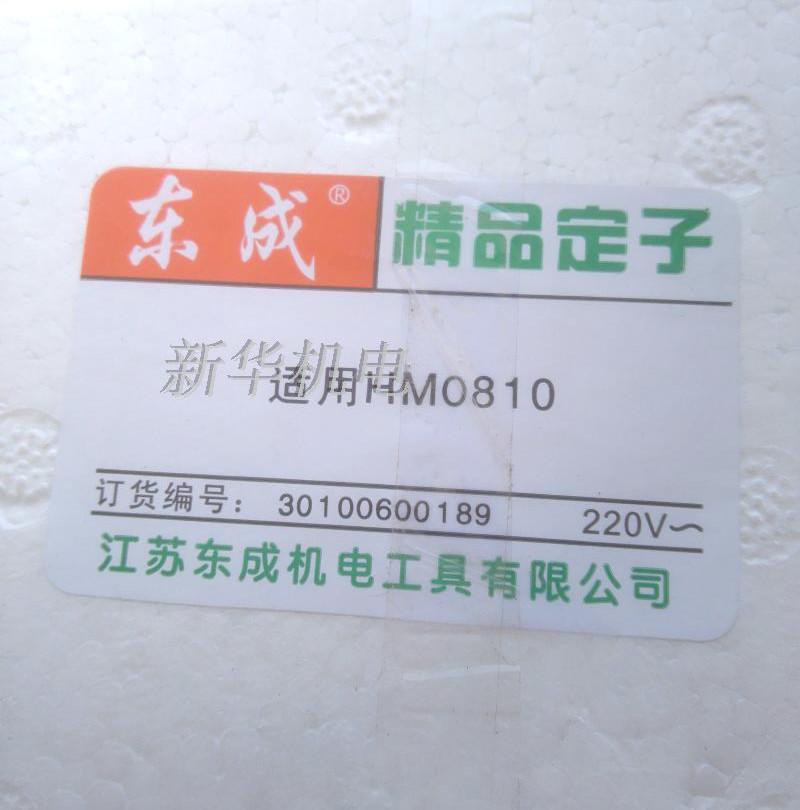 东成® 精品定子
新华机电
适用HM0810
订货编号: 30100600189 220V~
江苏东成机电工具有限公司